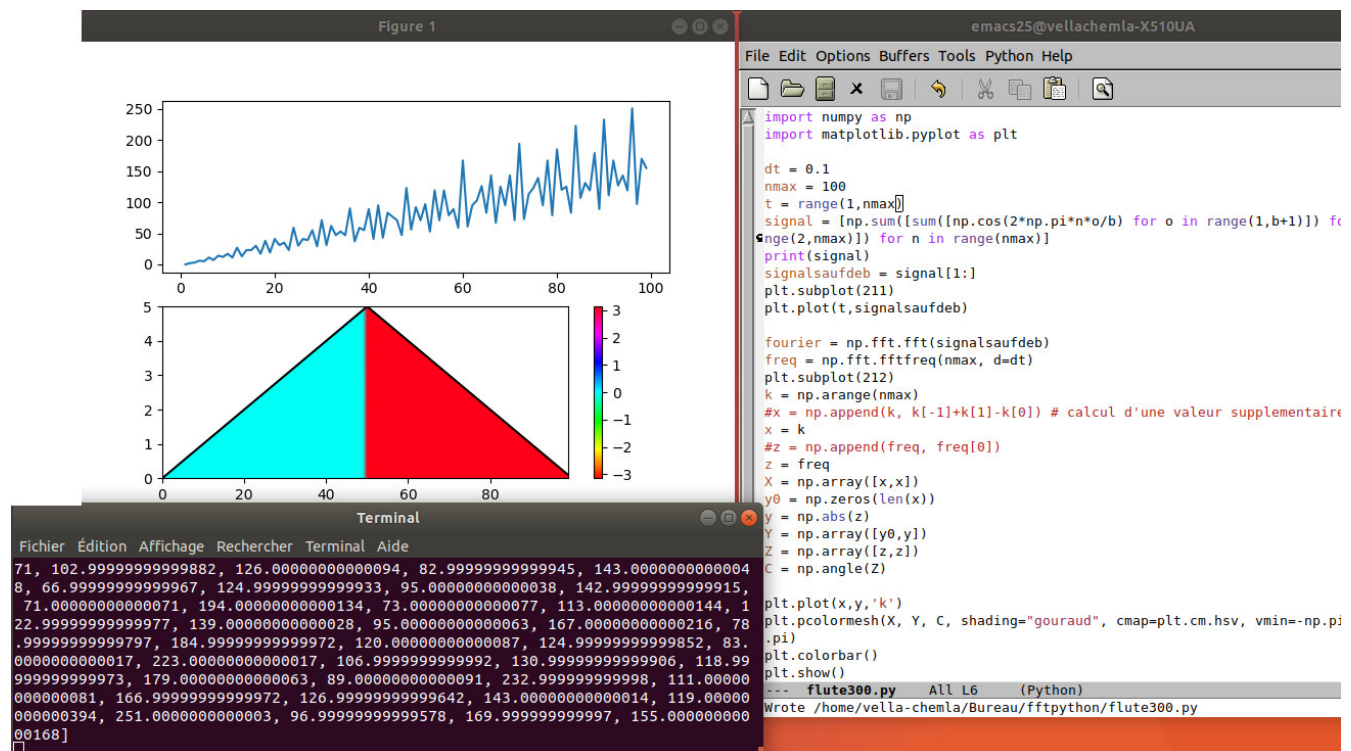 Figure 1
250
200
150
100
50
0
0 20 40 60 80 100
5
4
3
2
1
0
0 20 40 60 80
3
2
1
0
−1
−2
−3
Terminal
Fichier Édition Affichage Rechercher Terminal Aide
71, 102.99999999999882, 126.00000000000094, 82.99999999999945, 143.0000000000004
8, 66.99999999999967, 124.99999999999933, 95.00000000000038, 142.99999999999915,
71.00000000000071, 194.00000000000134, 73.00000000000077, 113.00000000000144, 1
22.99999999999977, 139.00000000000028, 95.00000000000063, 167.00000000000216, 78
.99999999999797, 184.99999999999972, 120.00000000000087, 124.99999999999852, 83.
0000000000017, 223.00000000000017, 106.9999999999992, 130.99999999999906, 118.99
999999999973, 179.00000000000063, 89.00000000000091, 232.999999999998, 111.00000
000000081, 166.99999999999972, 126.99999999999642, 143.00000000000014, 119.00000
000000394, 251.0000000000003, 96.99999999999578, 169.999999999997, 155.000000000
00168]
emacs25@vellachemla-X510UA
File Edit Options Buffers Tools Python Help
import numpy as np
import matplotlib.pyplot as plt
dt = 0.1
nmax = 100
t = range(1,nmax)
signal = [np.sum([sum([np.cos(2*np.pi*n*o/b) for o in range(1,b+1)]) fo
nge(2,nmax)]) for n in range(nmax)]
print(signal)
signalsaufdeb = signal[1:]
plt.subplot(211)
plt.plot(t,signalsaufdeb)
fourier = np.fft.fft(signalsaufdeb)
freq = np.fft.fftfreq(nmax, d=dt)
plt.subplot(212)
k = np.arange(nmax)
#x = np.append(k, k[-1]+k[1]-k[0]) # calcul d'une valeur supplementaire
x = k
#z = np.append(freq, freq[0])
z = freq
X = np.array([x,x])
y0 = np.zeros(len(x))
y = np.abs(z)
Y = np.array([y0,y])
Z = np.array([z,z])
C = np.angle(Z)
plt.plot(x,y,'k')
plt.pcolormesh(X, Y, C, shading="gouraud", cmap=plt.cm.hsv, vmin=-np.pi
.pi)
plt.colorbar()
plt.show()
--- flute300.py All L6 (Python)
Wrote /home/vella-chemla/Bureau/fftpython/flute300.py